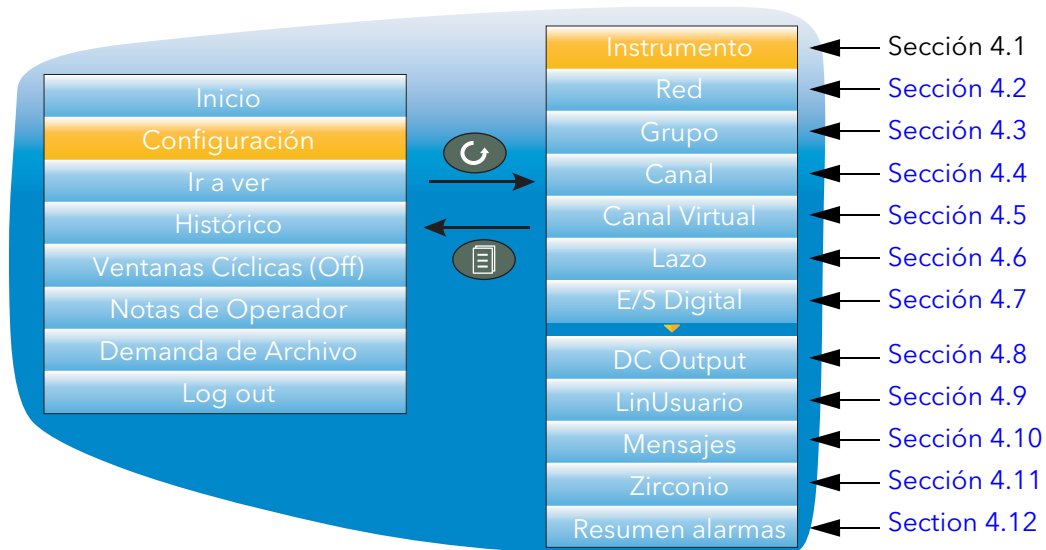 Inicio
Configuración
Ir a ver
Histórico
Ventanas Cíclicas (Off)
Notas de Operador
Demanda de Archivo
Log out
Instrumento
Red
Grupo
Canal
Canal Virtual
Lazo
E/S Digital
DC Output
LinUsuario
Mensajes
Zirconio
Resumen alarmas
Sección 4.1
Sección 4.2
Sección 4.3
Sección 4.4
Sección 4.5
Sección 4.6
Sección 4.7
Sección 4.8
Sección 4.9
Sección 4.10
Sección 4.11
Section 4.12